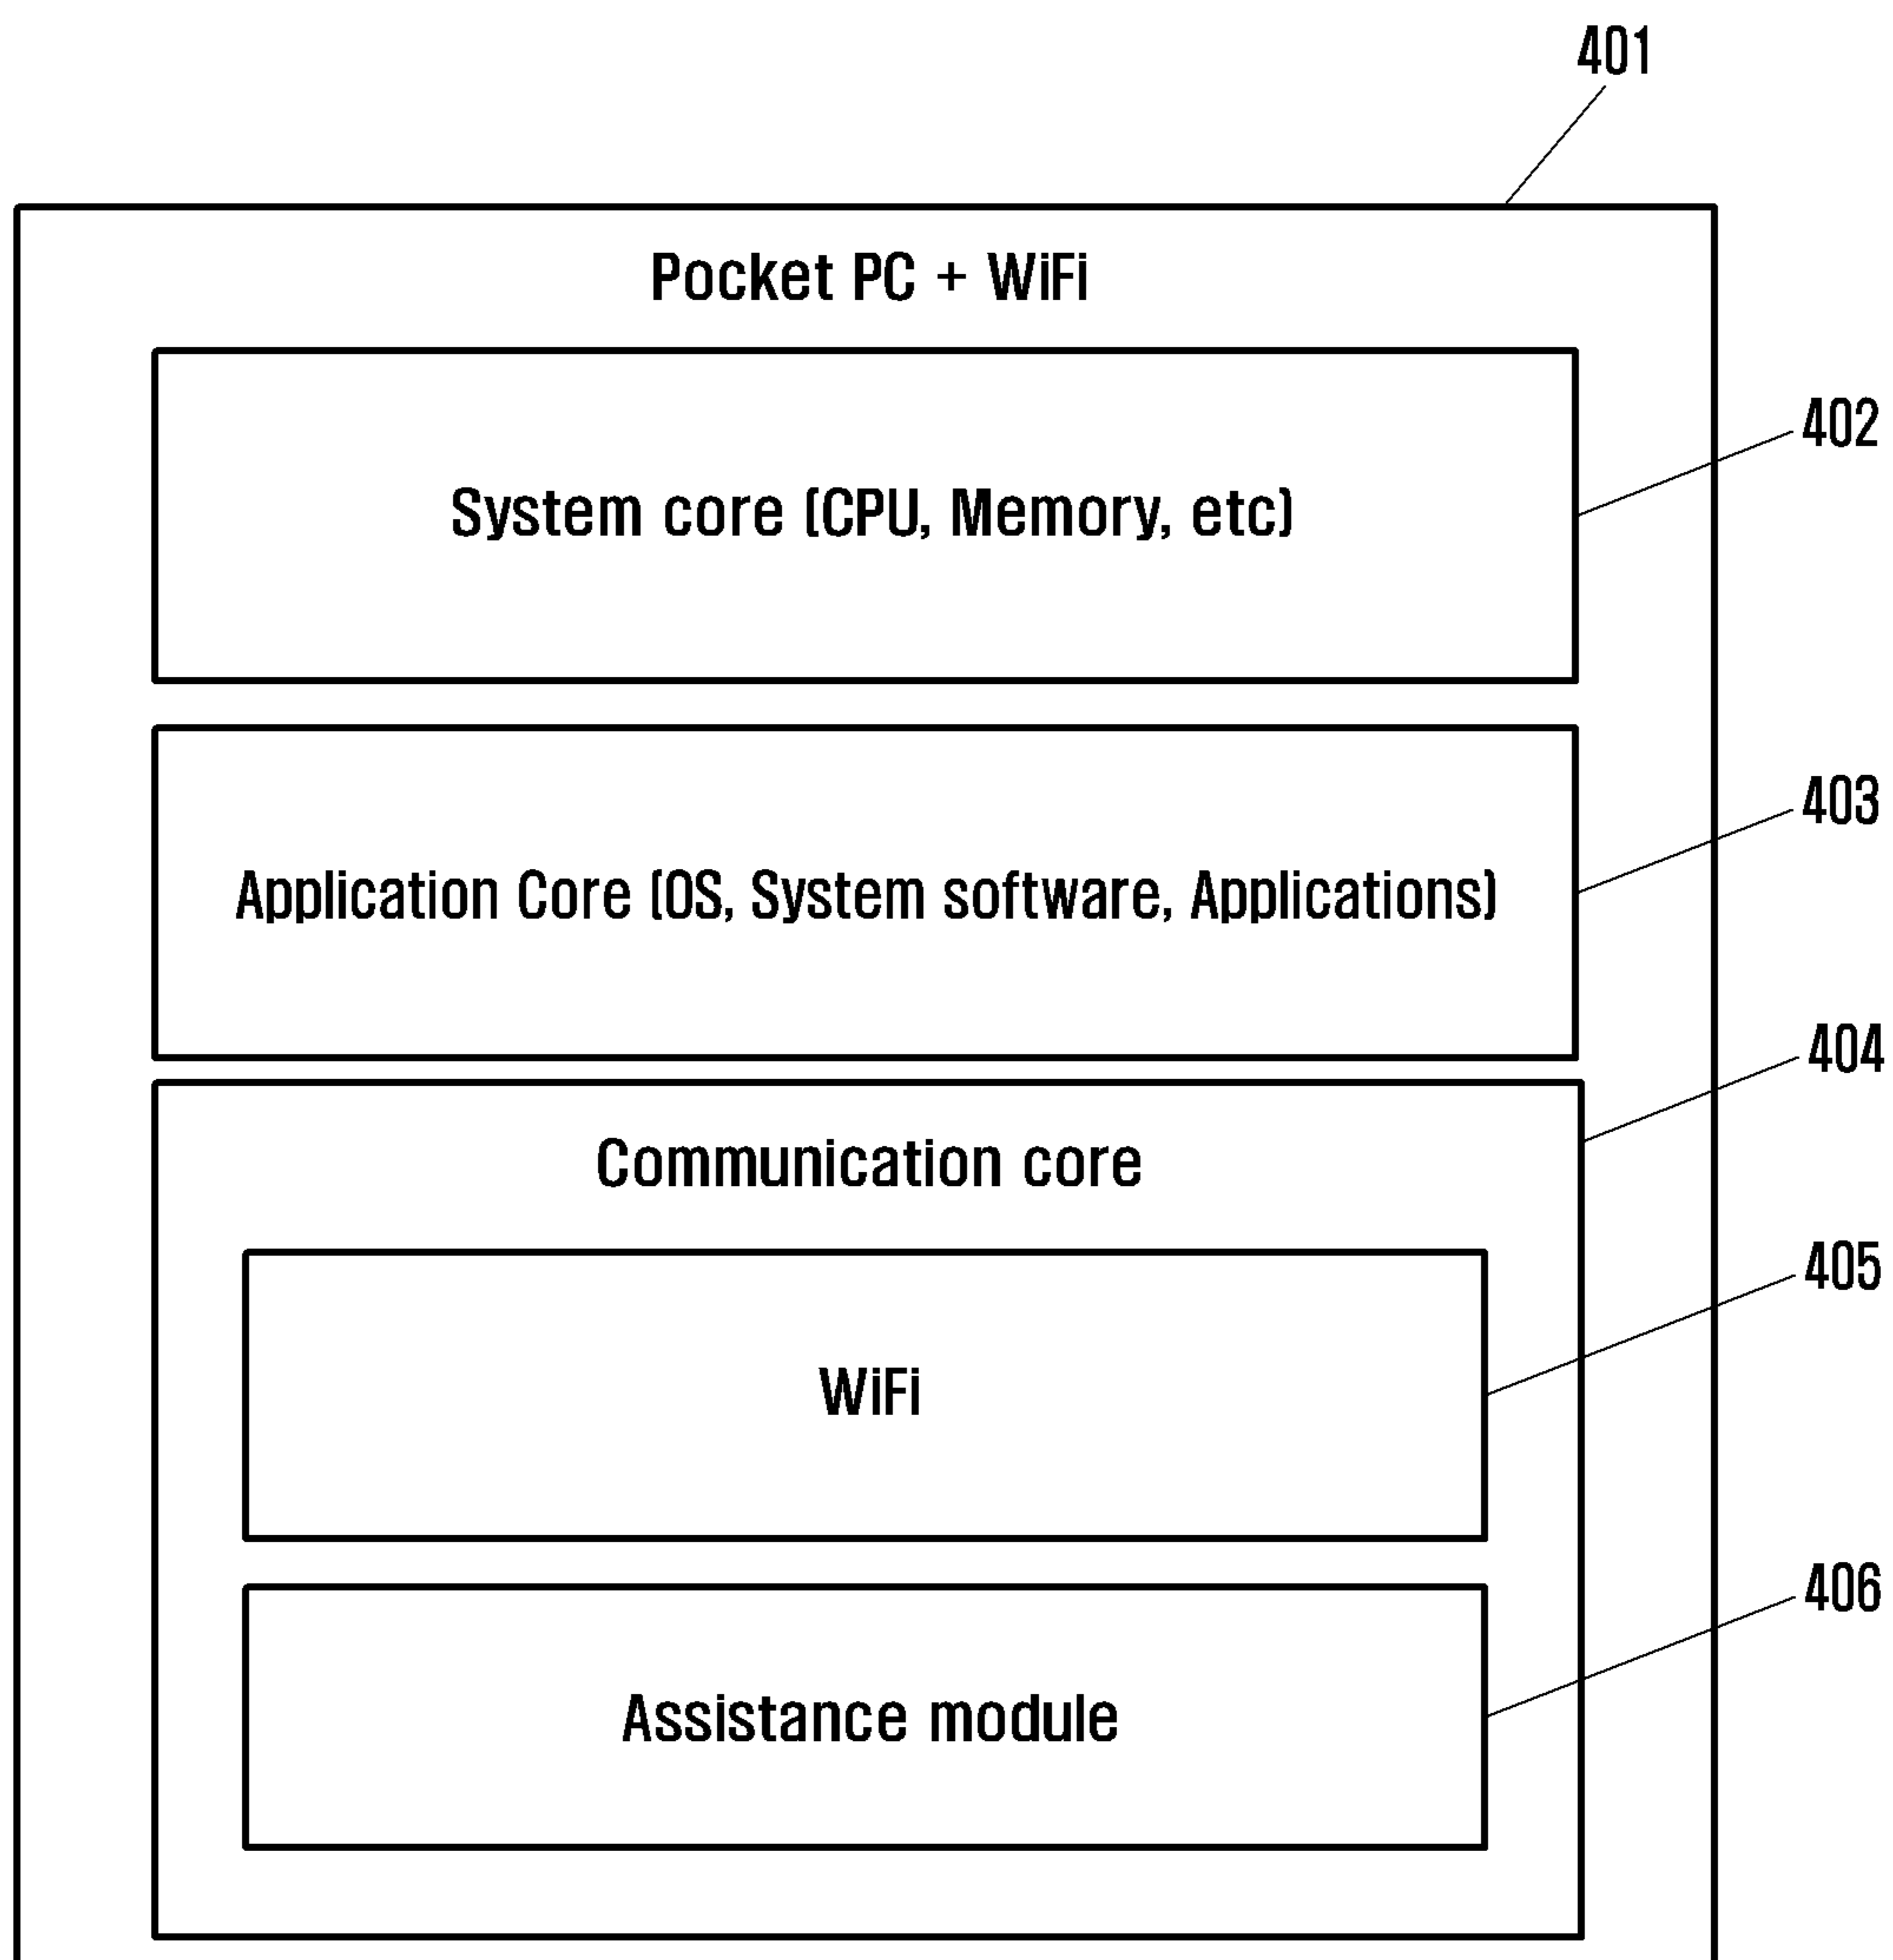 401
Pocket PC + WiFi
402
System core (CPU, Memory, etc)
403
Application Core (OS, System software, Applications)
404
Communication core
405
WiFi
406
Assistance module